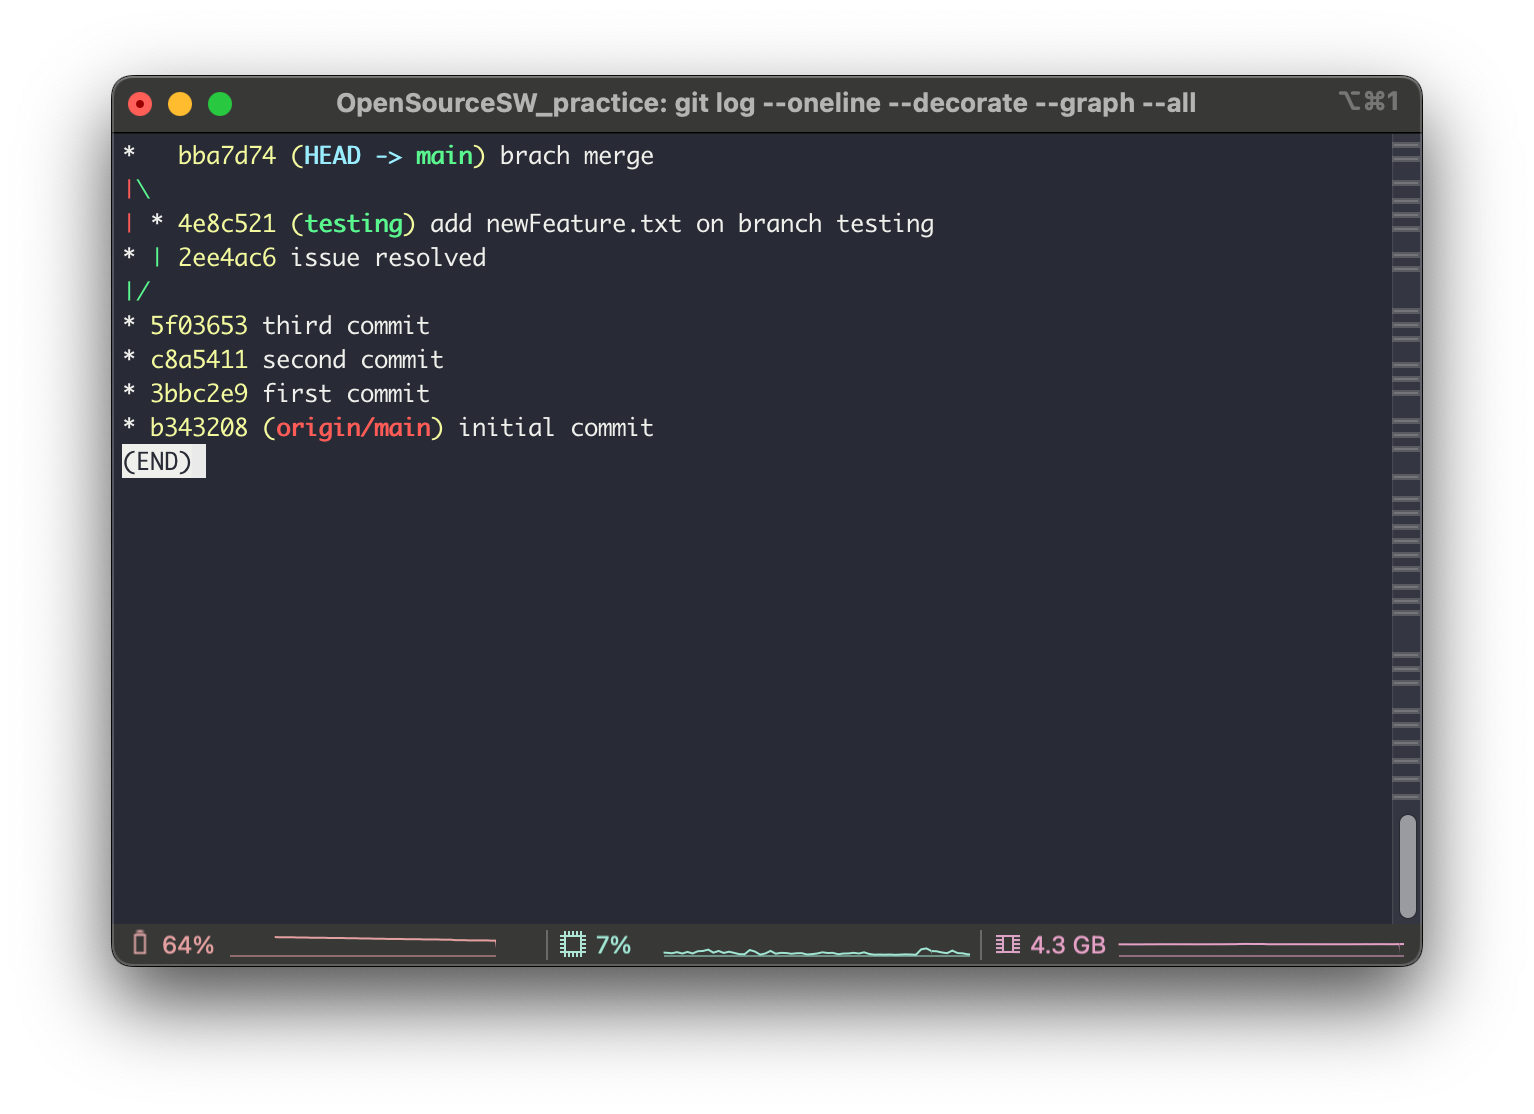 OpenSourceSW_practice: git log --oneline --decorate --graph --all ⌥⌘1
*   bba7d74 (HEAD -> main) brach merge
|\
| * 4e8c521 (testing) add newFeature.txt on branch testing
* | 2ee4ac6 issue resolved
|/
* 5f03653 third commit
* c8a5411 second commit
* 3bbc2e9 first commit
* b343208 (origin/main) initial commit
(END)
64% 7% 4.3 GB